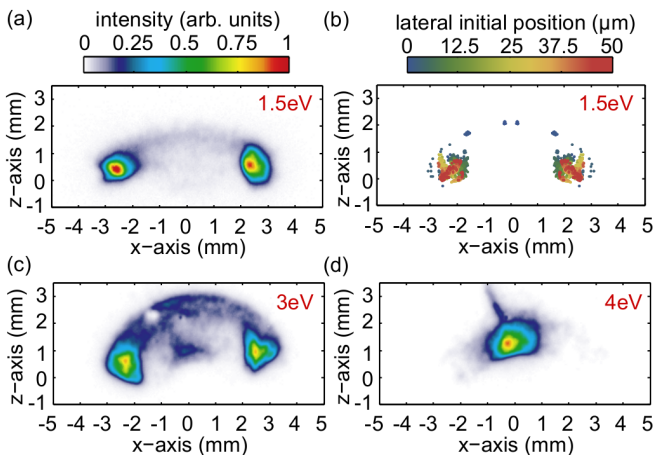 (a) intensity (arb. units)
0 0.25 0.5 0.75 1
(b) lateral initial position (μm)
0 12.5 25 37.5 50
1.5eV
z-axis (mm)
3
2
1
0
-1
-5 -4 -3 -2 -1 0 1 2 3 4 5
x-axis (mm)
1.5eV
z-axis (mm)
3
2
1
0
-1
-5 -4 -3 -2 -1 0 1 2 3 4 5
x-axis (mm)
(c)
3eV
z-axis (mm)
3
2
1
0
-1
-5 -4 -3 -2 -1 0 1 2 3 4 5
x-axis (mm)
(d)
4eV
z-axis (mm)
3
2
1
0
-1
-5 -4 -3 -2 -1 0 1 2 3 4 5
x-axis (mm)